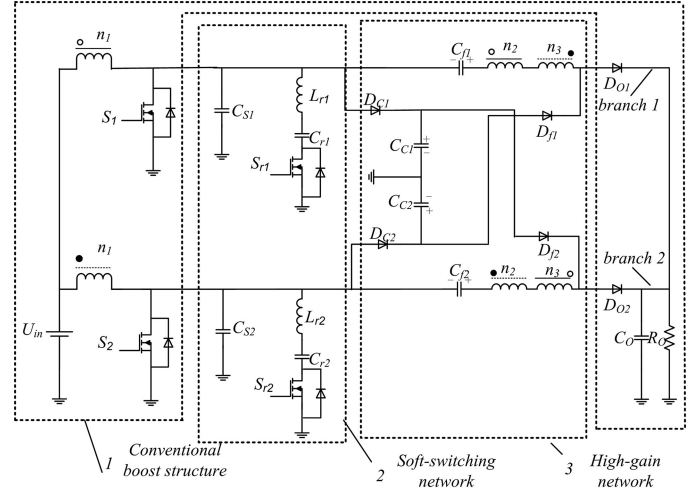 n1
Cf1
n2
n3
DO1
branch 1
S1
CS1
Lr1
Cr1
Sr1
DC1
CC1
Df1
CC2
DC2
Df2
n1
Cf2
n2
n3
branch 2
DO2
Uin
S2
CS2
Lr2
Cr2
Sr2
CO
RO
1
Conventional
boost structure
2
Soft-switching
network
3
High-gain
network